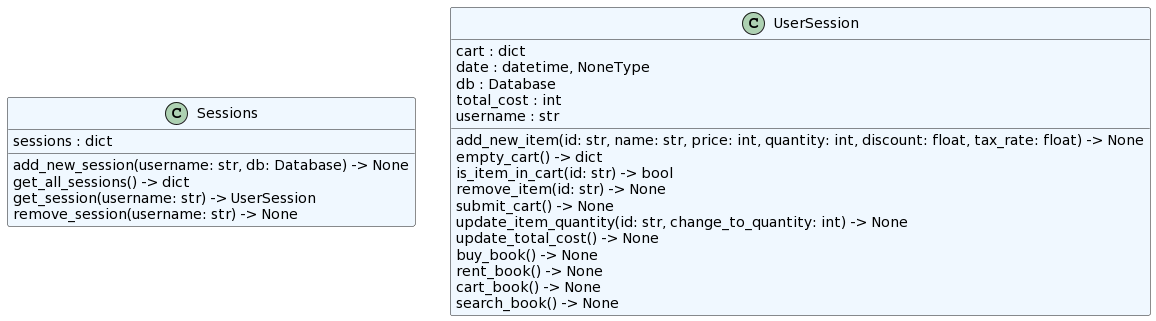 C Sessions
sessions : dict
add_new_session(username: str, db: Database) -> None
get_all_sessions() -> dict
get_session(username: str) -> UserSession
remove_session(username: str) -> None
C UserSession
cart : dict
date : datetime, NoneType
db : Database
total_cost : int
username : str
add_new_item(id: str, name: str, price: int, quantity: int, discount: float, tax_rate: float) -> None
empty_cart() -> dict
is_item_in_cart(id: str) -> bool
remove_item(id: str) -> None
submit_cart() -> None
update_item_quantity(id: str, change_to_quantity: int) -> None
update_total_cost() -> None
buy_book() -> None
rent_book() -> None
cart_book() -> None
search_book() -> None